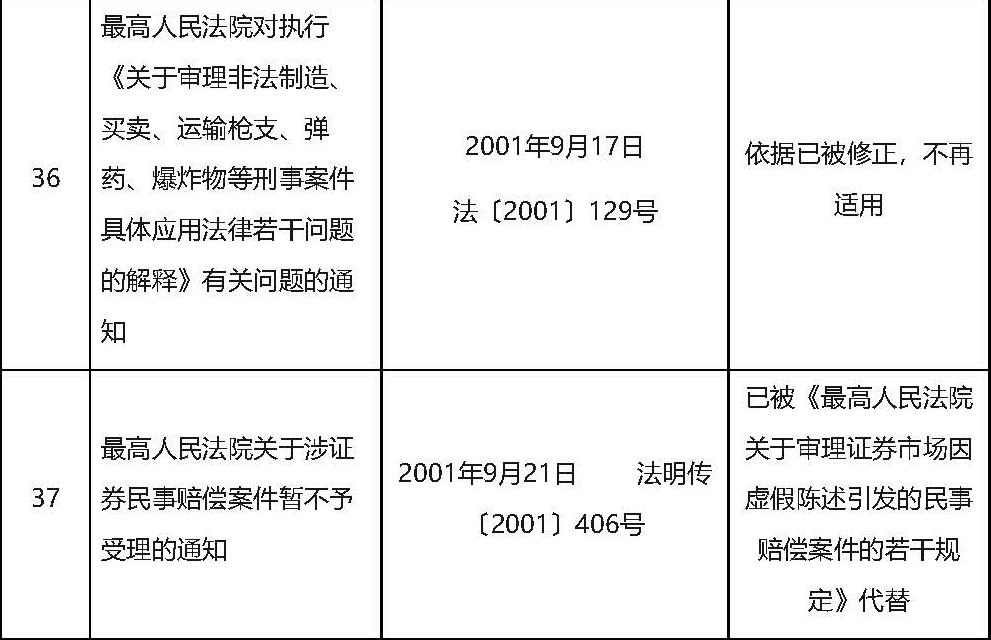 36
最高人民法院对执行
《关于审理非法制造、
买卖、运输枪支、弹
药、爆炸物等刑事案件
具体应用法律若干问题
的解释》有关问题的通
知
2001年9月17日
法〔2001〕129号
依据已被修正，不再
适用
37
最高人民法院关于涉证
券民事赔偿案件暂不予
受理的通知
2001年9月21日 法明传
〔2001〕406号
已被《最高人民法院
关于审理证券市场因
虚假陈述引发的民事
赔偿案件的若干规
定》代替